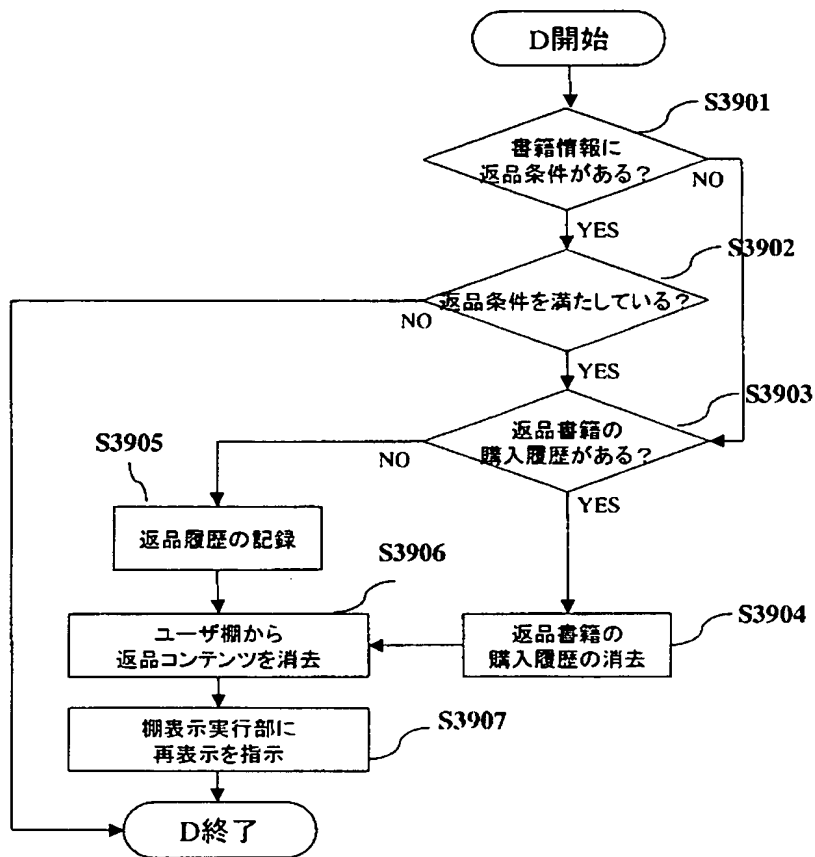 D開始
S3901
書籍情報に
返品条件がある?
NO
YES
S3902
返品条件を満たしている?
NO
YES
S3903
返品書籍の
購入履歴がある?
NO
YES
S3905
返品履歴の記録
S3906
ユーザ棚から
返品コンテンツを消去
S3904
返品書籍の
購入履歴の消去
S3907
棚表示実行部に
再表示を指示
D終了